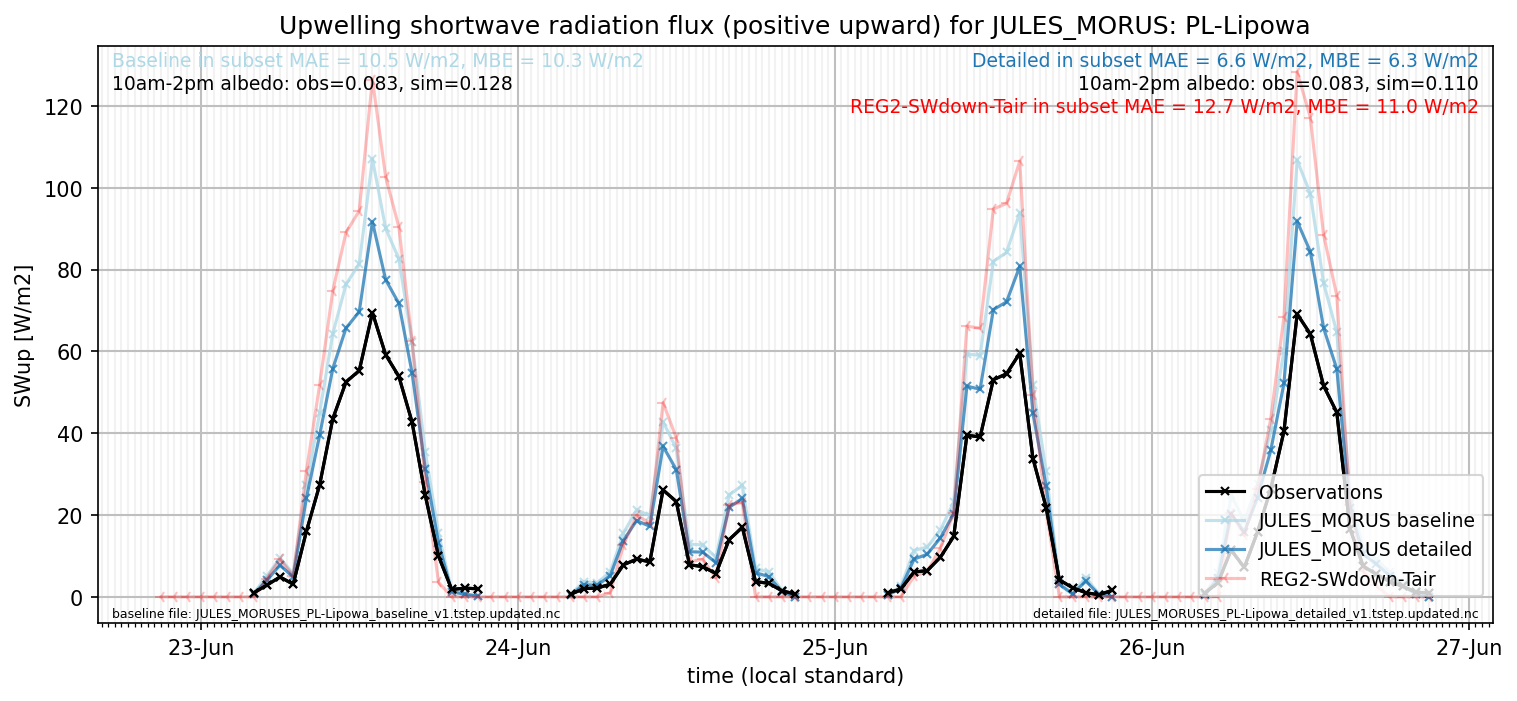 Upwelling shortwave radiation flux (positive upward) for JULES_MORUS: PL-Lipowa
Baseline in subset MAE = 10.5 W/m2, MBE = 10.3 W/m2
10am-2pm albedo: obs=0.083, sim=0.128
Detailed in subset MAE = 6.6 W/m2, MBE = 6.3 W/m2
10am-2pm albedo: obs=0.083, sim=0.110
REG2-SWdown-Tair in subset MAE = 12.7 W/m2, MBE = 11.0 W/m2
SWup [W/m2]
120
100
80
60
40
20
0
Observations
JULES_MORUS baseline
JULES_MORUS detailed
REG2-SWdown-Tair
baseline file: JULES_MORUSES_PL-Lipowa_baseline_v1.tstep.updated.nc
detailed file: JULES_MORUSES_PL-Lipowa_detailed_v1.tstep.updated.nc
23-Jun
24-Jun
25-Jun
26-Jun
27-Jun
time (local standard)